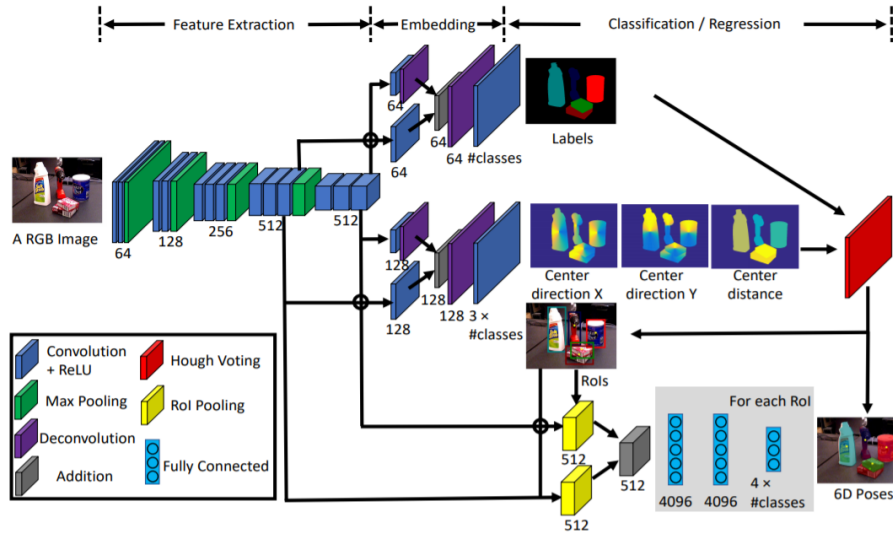 Feature Extraction
Embedding
Classification / Regression
64
64
64
64
#classes
64
Labels
A RGB Image
64
128
256
512
512
128
128
128
128
3 ×
#classes
Center
direction X
Center
direction Y
Center
distance
RoIs
Convolution
+ ReLU
Max Pooling
Deconvolution
Addition
Hough Voting
RoI Pooling
Fully Connected
512
512
512
For each RoI
4096
4096
4 ×
#classes
6D Poses